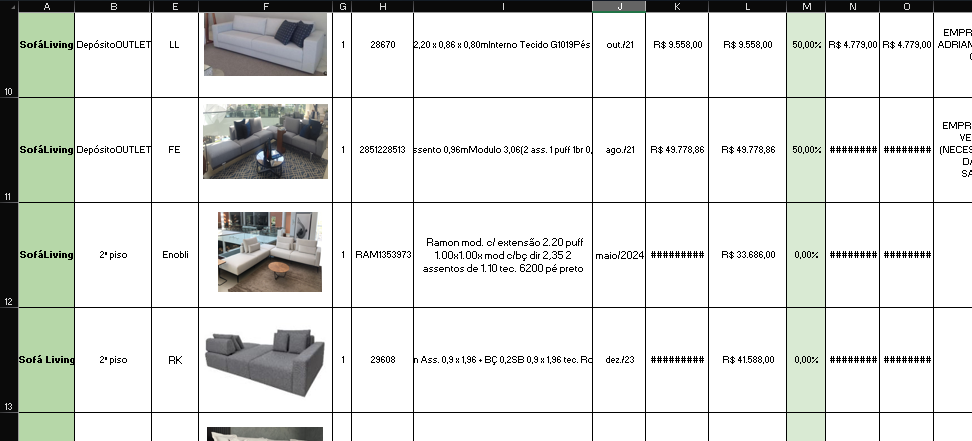 A B E F G H I J K L M N O
SofáLiving DepósitoOUTLET LL 1 28670 2,20 x 0,86 x 0,80mInterno Tecido G1019Pés out./21 R$ 9.558,00 R$ 9.558,00 50,00% R$ 4.779,00 R$ 4.779,00
EMPR
ADRIAN
10
SofáLiving DepósitoOUTLET FE 1 2851228513 ssento 0,96mModulo 3,06(2 ass. 1 puff 1br 0, ago./21 R$ 49.778,86 R$ 49.778,86 50,00% ######## ########
EMPR
VE
(NECES
DA
SA
11
SofáLiving 2º piso Enobli 1 RAM1353973
Ramon mod. c/ extensão 2.20 puff
1.00x1.00x mod c/bç dir 2,35 2
assentos de 1.10 tec. 6200 pé preto
maio/2024 ######### R$ 33.686,00 0,00% ######## ########
12
Sofá Living 2º piso RK 1 29608 n Ass. 0,9 x 1,96 + BÇ 0,2SB 0,9 x 1,96 tec. Ro dez./23 ######### R$ 41.588,00 0,00% ######## ########
13